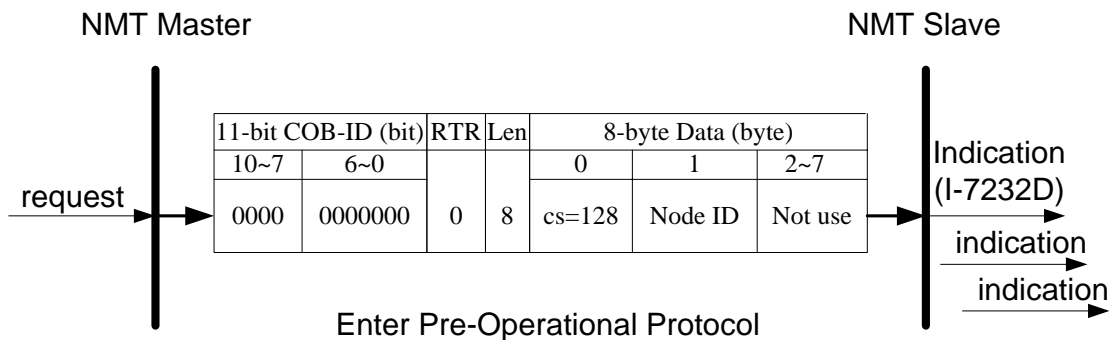 NMT Master
NMT Slave
11-bit COB-ID (bit) RTR Len 8-byte Data (byte)
10~7 6~0 0 1 2~7
request 0000 0000000 0 8 cs=128 Node ID Not use
Indication
(I-7232D)
indication
indication
Enter Pre-Operational Protocol